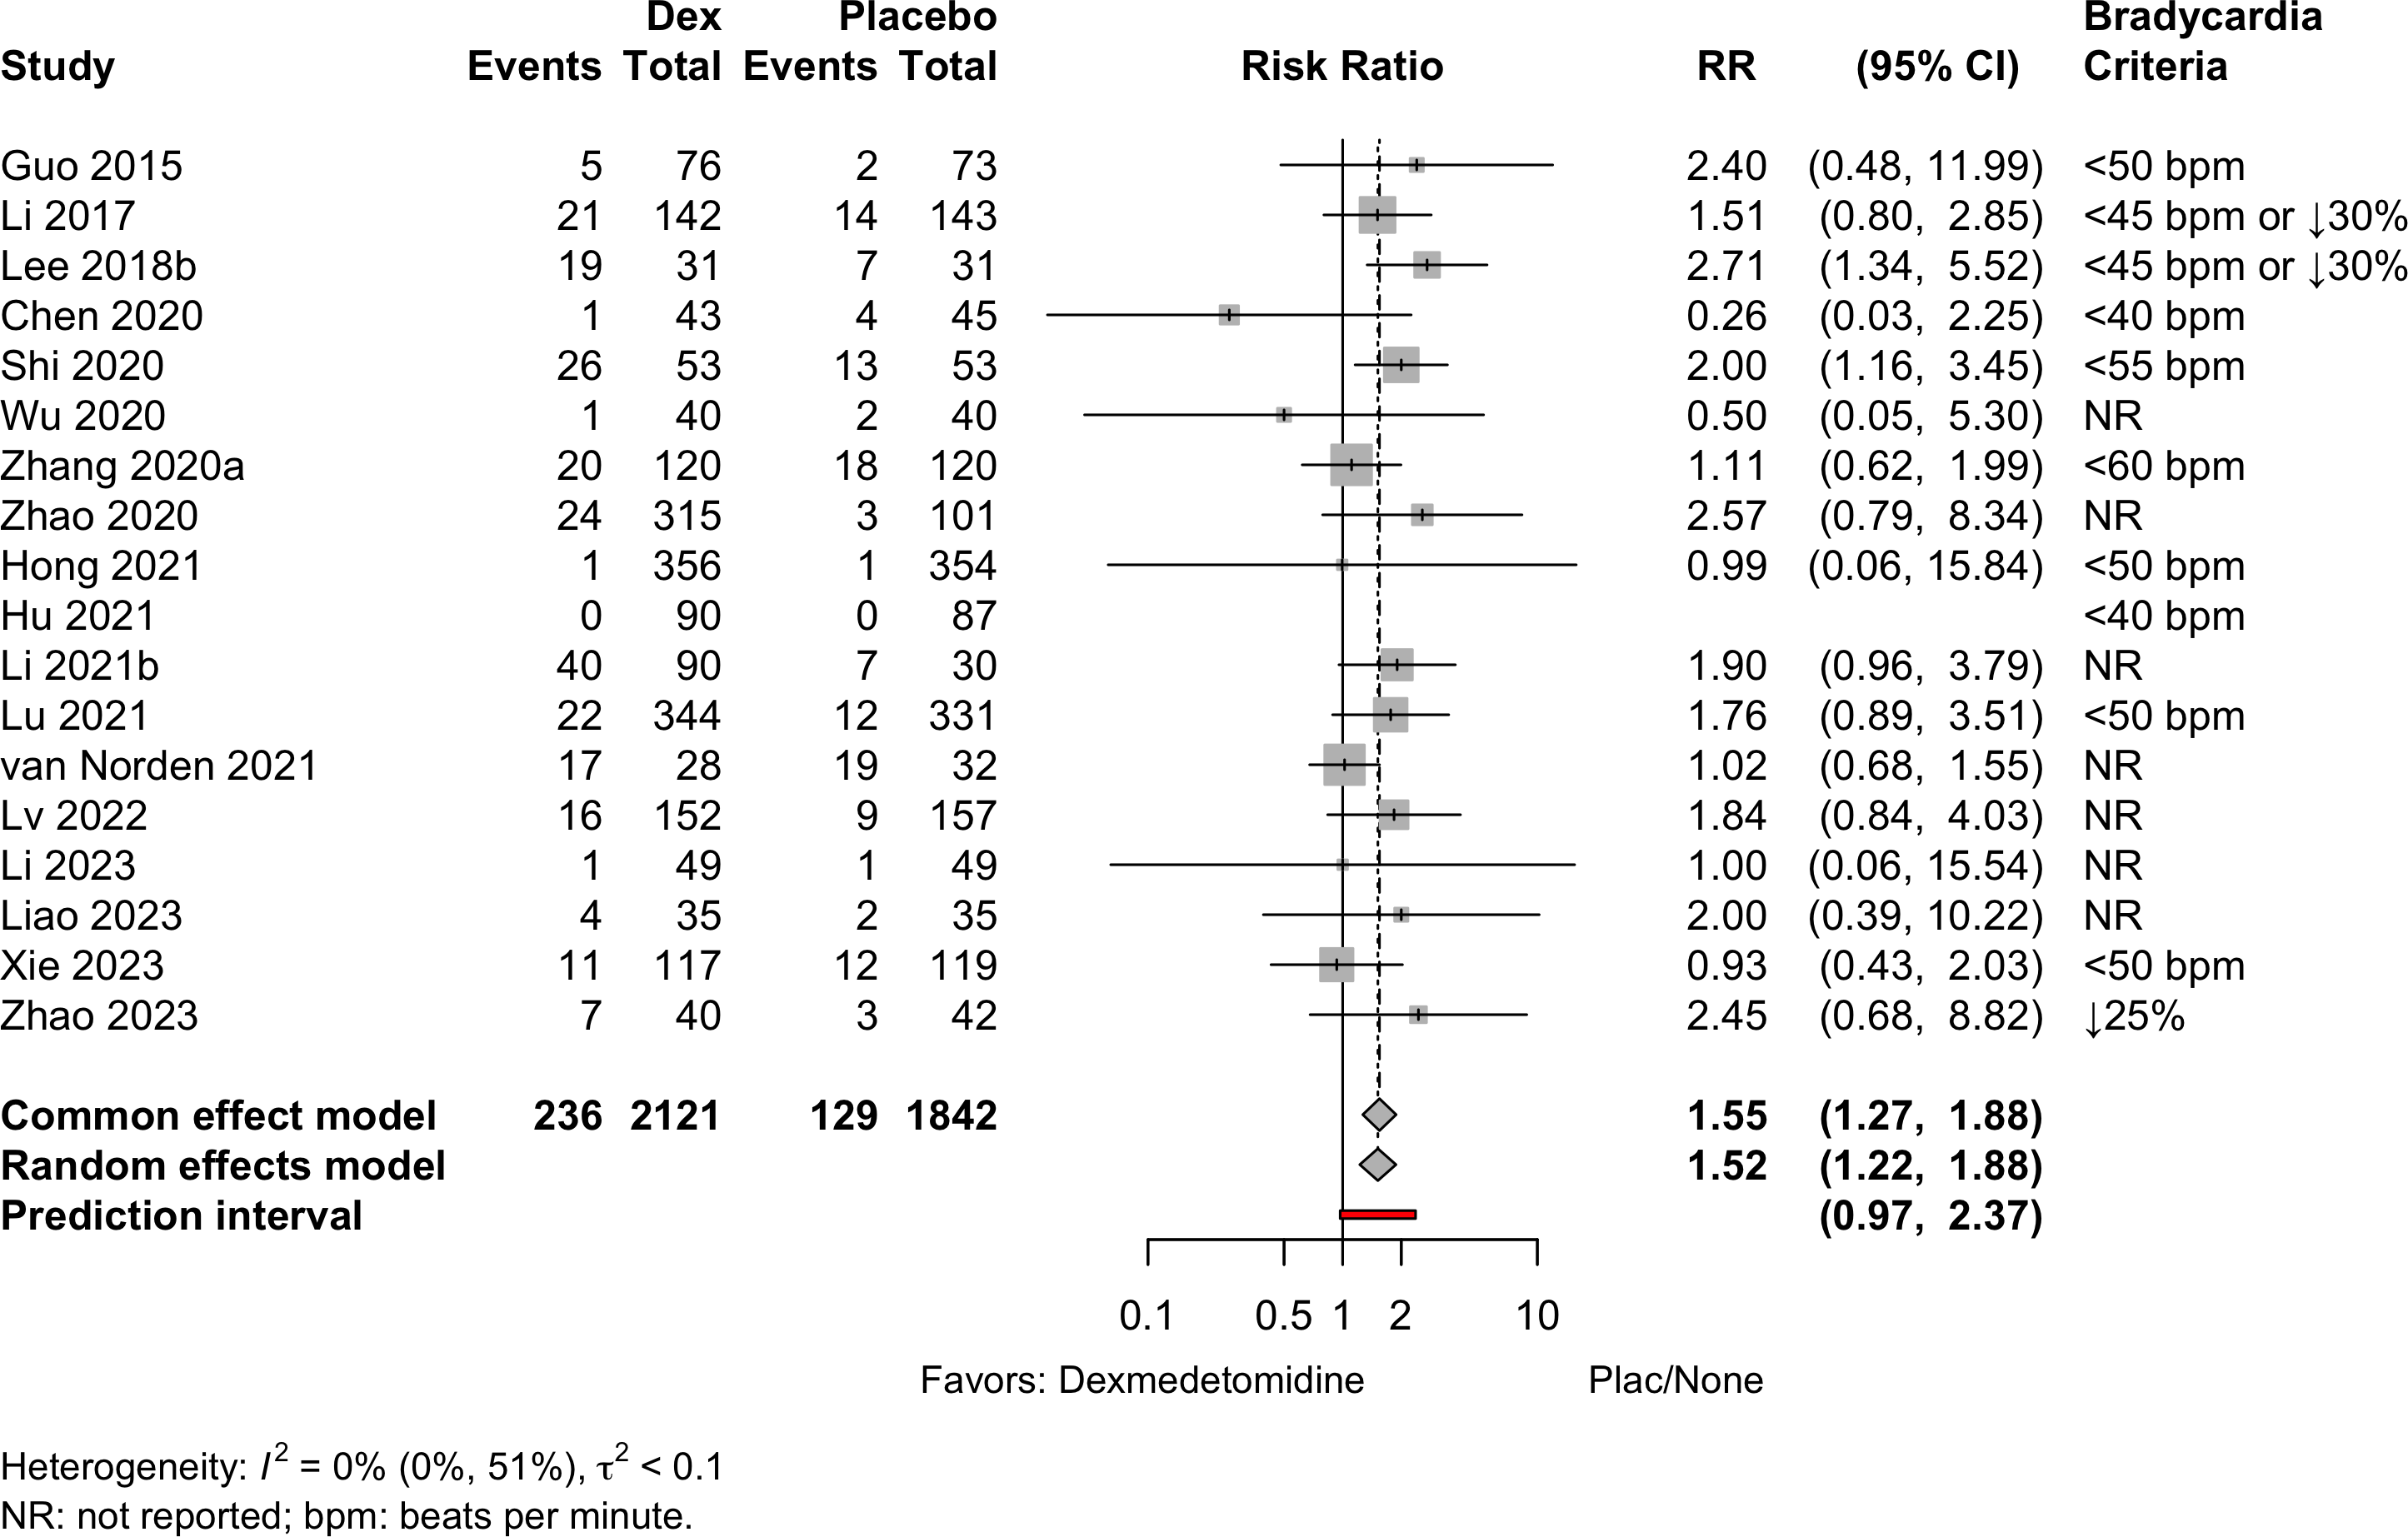 Dex Placebo Bradycardia
Study Events Total Events Total Risk Ratio RR (95% CI) Criteria
Guo 2015 5 76 2 73 2.40 (0.48, 11.99) <50 bpm
Li 2017 21 142 14 143 1.51 (0.80, 2.85) <45 bpm or ↓30%
Lee 2018b 19 31 7 31 2.71 (1.34, 5.52) <45 bpm or ↓30%
Chen 2020 1 43 4 45 0.26 (0.03, 2.25) <40 bpm
Shi 2020 26 53 13 53 2.00 (1.16, 3.45) <55 bpm
Wu 2020 1 40 2 40 0.50 (0.05, 5.30) NR
Zhang 2020a 20 120 18 120 1.11 (0.62, 1.99) <60 bpm
Zhao 2020 24 315 3 101 2.57 (0.79, 8.34) NR
Hong 2021 1 356 1 354 0.99 (0.06, 15.84) <50 bpm
Hu 2021 0 90 0 87 <40 bpm
Li 2021b 40 90 7 30 1.90 (0.96, 3.79) NR
Lu 2021 22 344 12 331 1.76 (0.89, 3.51) <50 bpm
van Norden 2021 17 28 19 32 1.02 (0.68, 1.55) NR
Lv 2022 16 152 9 157 1.84 (0.84, 4.03) NR
Li 2023 1 49 1 49 1.00 (0.06, 15.54) NR
Liao 2023 4 35 2 35 2.00 (0.39, 10.22) NR
Xie 2023 11 117 12 119 0.93 (0.43, 2.03) <50 bpm
Zhao 2023 7 40 3 42 2.45 (0.68, 8.82) ↓25%
Common effect model 236 2121 129 1842 1.55 (1.27, 1.88)
Random effects model 1.52 (1.22, 1.88)
Prediction interval (0.97, 2.37)
0.1 0.5 1 2 10
Favors: Dexmedetomidine Plac/None
Heterogeneity: I² = 0% (0%, 51%), τ² < 0.1
NR: not reported; bpm: beats per minute.